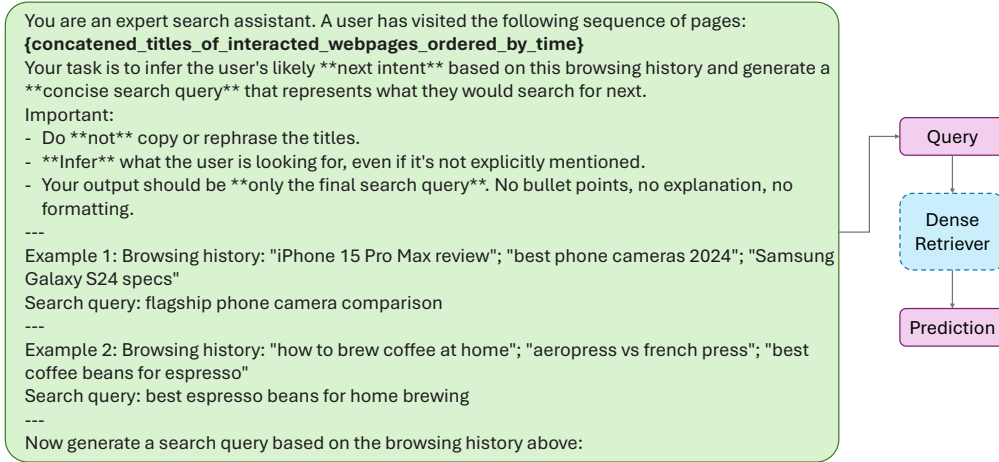 You are an expert search assistant. A user has visited the following sequence of pages:
{concatened_titles_of_interacted_webpages_ordered_by_time}
Your task is to infer the user's likely **next intent** based on this browsing history and generate a
**concise search query** that represents what they would search for next.
Important:
- Do **not** copy or rephrase the titles.
- **Infer** what the user is looking for, even if it's not explicitly mentioned.
- Your output should be **only the final search query**. No bullet points, no explanation, no
formatting.
---
Example 1: Browsing history: "iPhone 15 Pro Max review"; "best phone cameras 2024"; "Samsung
Galaxy S24 specs"
Search query: flagship phone camera comparison
---
Example 2: Browsing history: "how to brew coffee at home"; "aeropress vs french press"; "best
coffee beans for espresso"
Search query: best espresso beans for home brewing
---
Now generate a search query based on the browsing history above:
Query
Dense
Retriever
Prediction